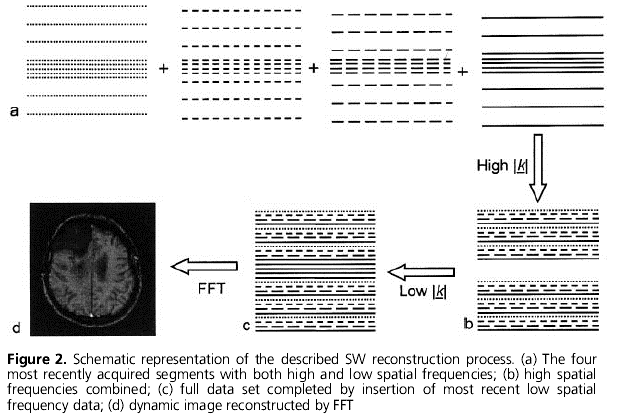 a
+
+
+
High |k|
FFT
Low |k|
d
c
b
Figure 2. Schematic representation of the described SW reconstruction process. (a) The four
most recently acquired segments with both high and low spatial frequencies; (b) high spatial
frequencies combined; (c) full data set completed by insertion of most recent low spatial
frequency data; (d) dynamic image reconstructed by FFT